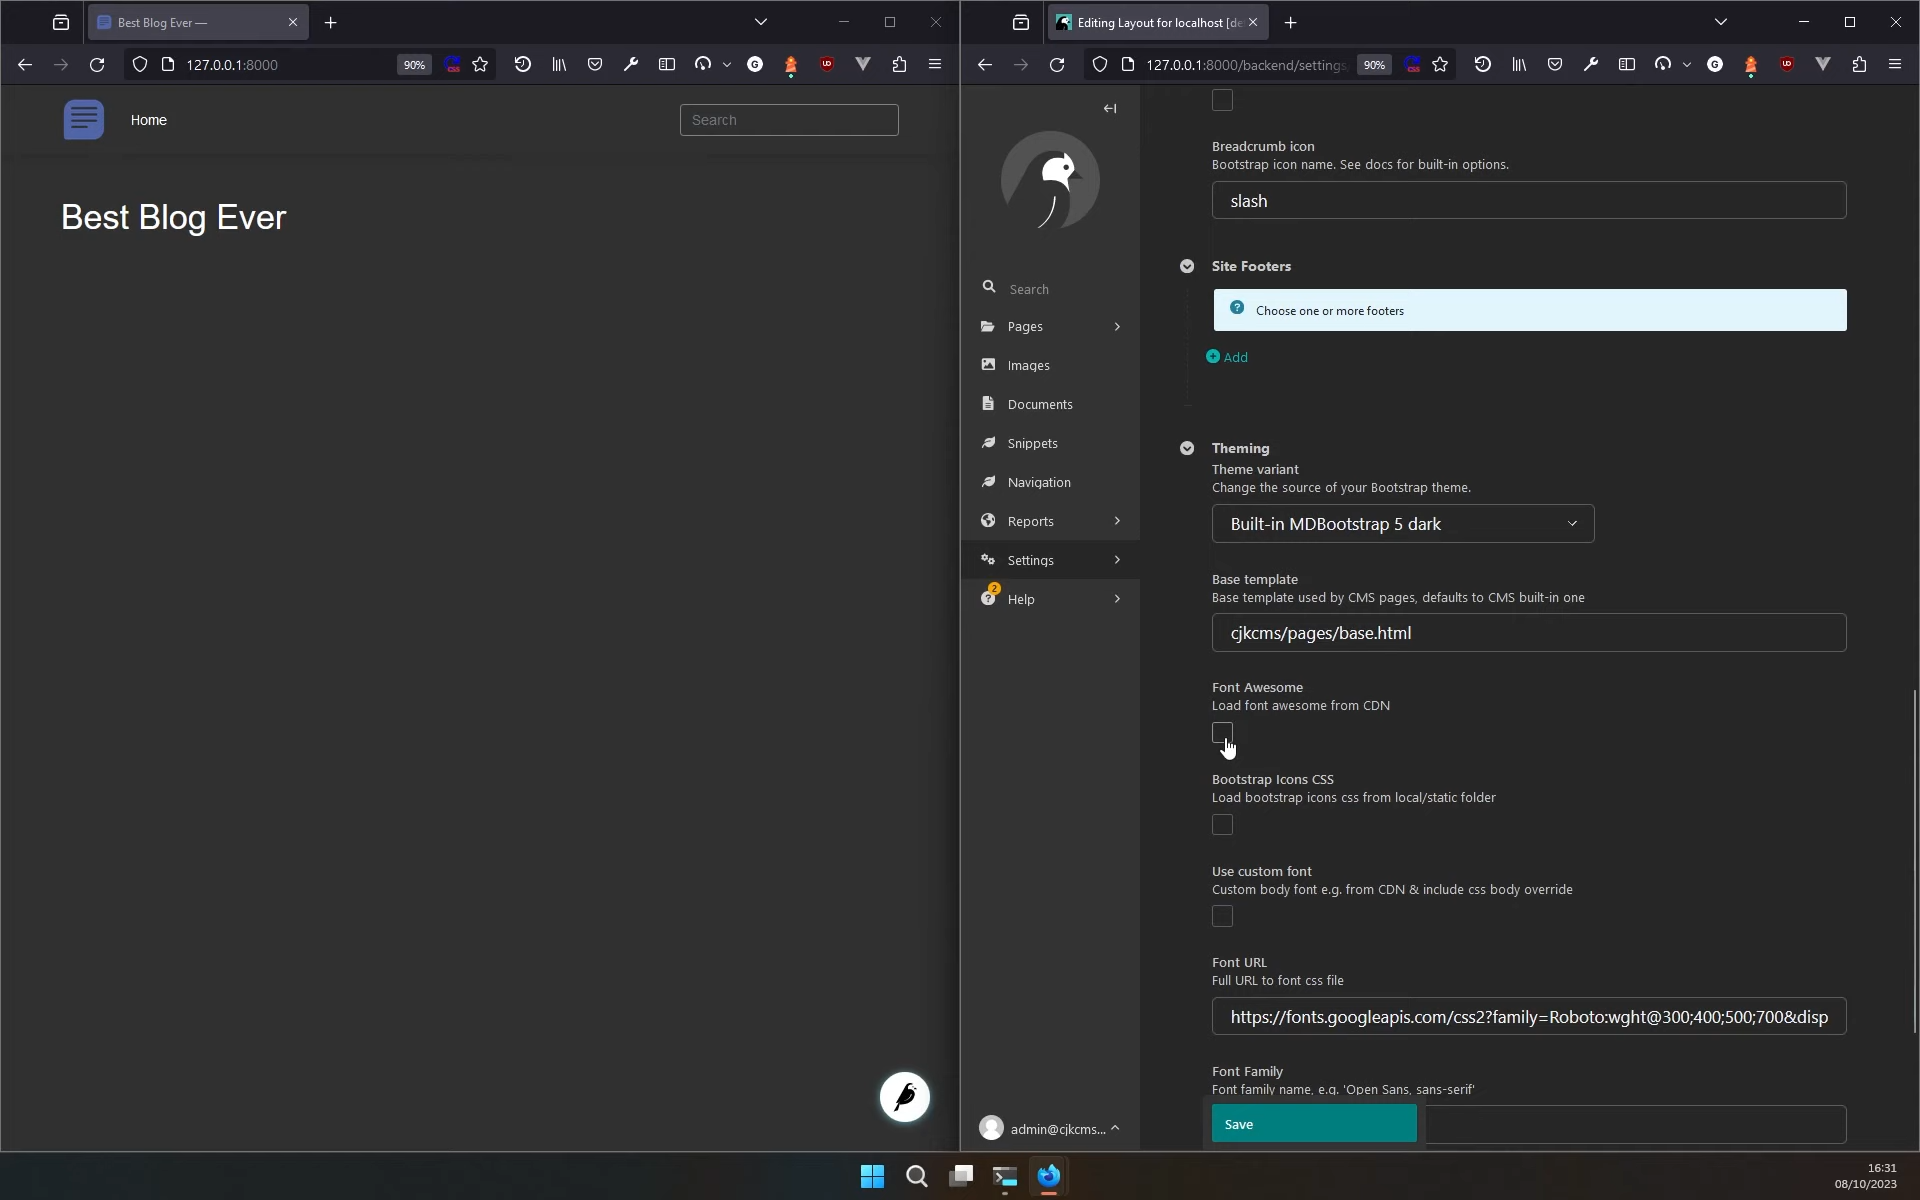 Best Blog Ever —
127.0.0.1:8000
90%
Home
Search
Best Blog Ever
Editing Layout for localhost [de
127.0.0.1:8000/backend/settings
90%
Search
Pages
Images
Documents
Snippets
Navigation
Reports
Settings
2
Help
admin@cjkcms...
Breadcrumb icon
Bootstrap icon name. See docs for built-in options.
slash
Site Footers
Choose one or more footers
Add
Theming
Theme variant
Change the source of your Bootstrap theme.
Built-in MDBootstrap 5 dark
Base template
Base template used by CMS pages, defaults to CMS built-in one
cjkcms/pages/base.html
Font Awesome
Load font awesome from CDN
Bootstrap Icons CSS
Load bootstrap icons css from local/static folder
Use custom font
Custom body font e.g. from CDN & include css body override
Font URL
Full URL to font css file
https://fonts.googleapis.com/css2?family=Roboto:wght@300;400;500;700&disp
Font Family
Font family name, e.g. 'Open Sans, sans-serif'
Save
16:31
08/10/2023